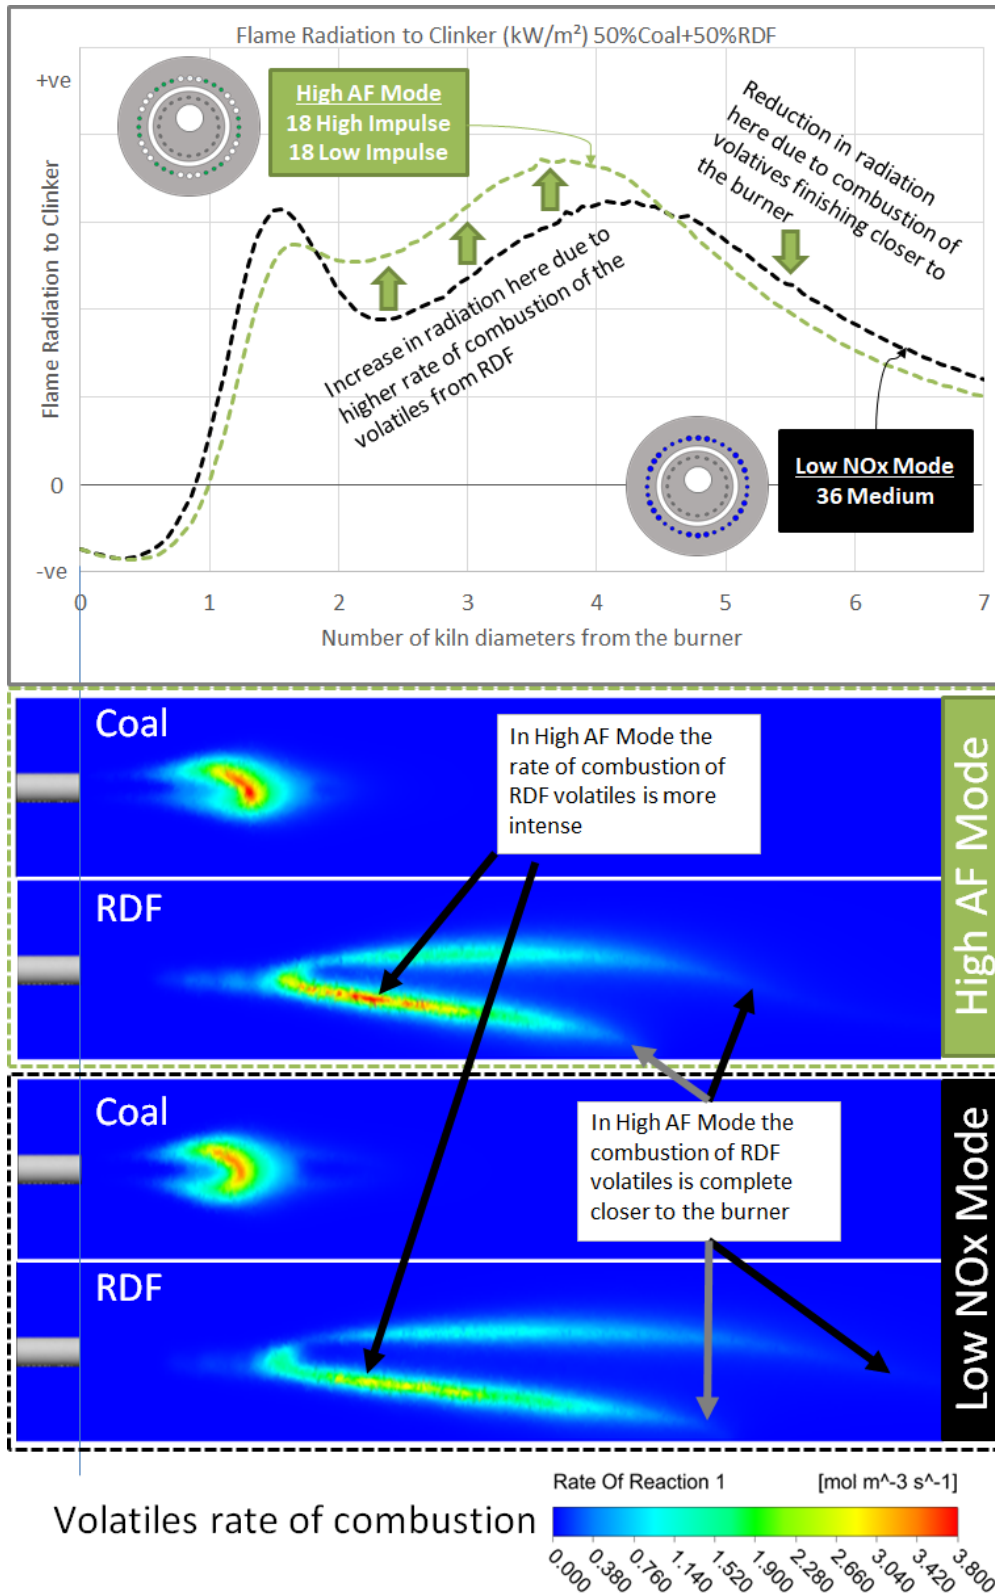 Flame Radiation to Clinker (kW/m²) 50%Coal+50%RDF
+ve
High AF Mode
18 High Impulse
18 Low Impulse
Reduction in radiation
here due to combustion of
volatives finishing closer to
the burner
Flame Radiation to Clinker
Increase in radiation here due to
higher rate of combustion of the
volatiles from RDF
Low NOx Mode
36 Medium
0
-ve
0 1 2 3 4 5 6 7
Number of kiln diameters from the burner
Coal
In High AF Mode the
rate of combustion of
RDF volatiles is more
intense
RDF
High AF Mode
Coal
In High AF Mode the
combustion of RDF
volatiles is complete
closer to the burner
RDF
Low NOx Mode
Rate Of Reaction 1 [mol m^-3 s^-1]
Volatiles rate of combustion
0.000 0.380 0.760 1.140 1.520 1.900 2.280 2.660 3.040 3.420 3.800